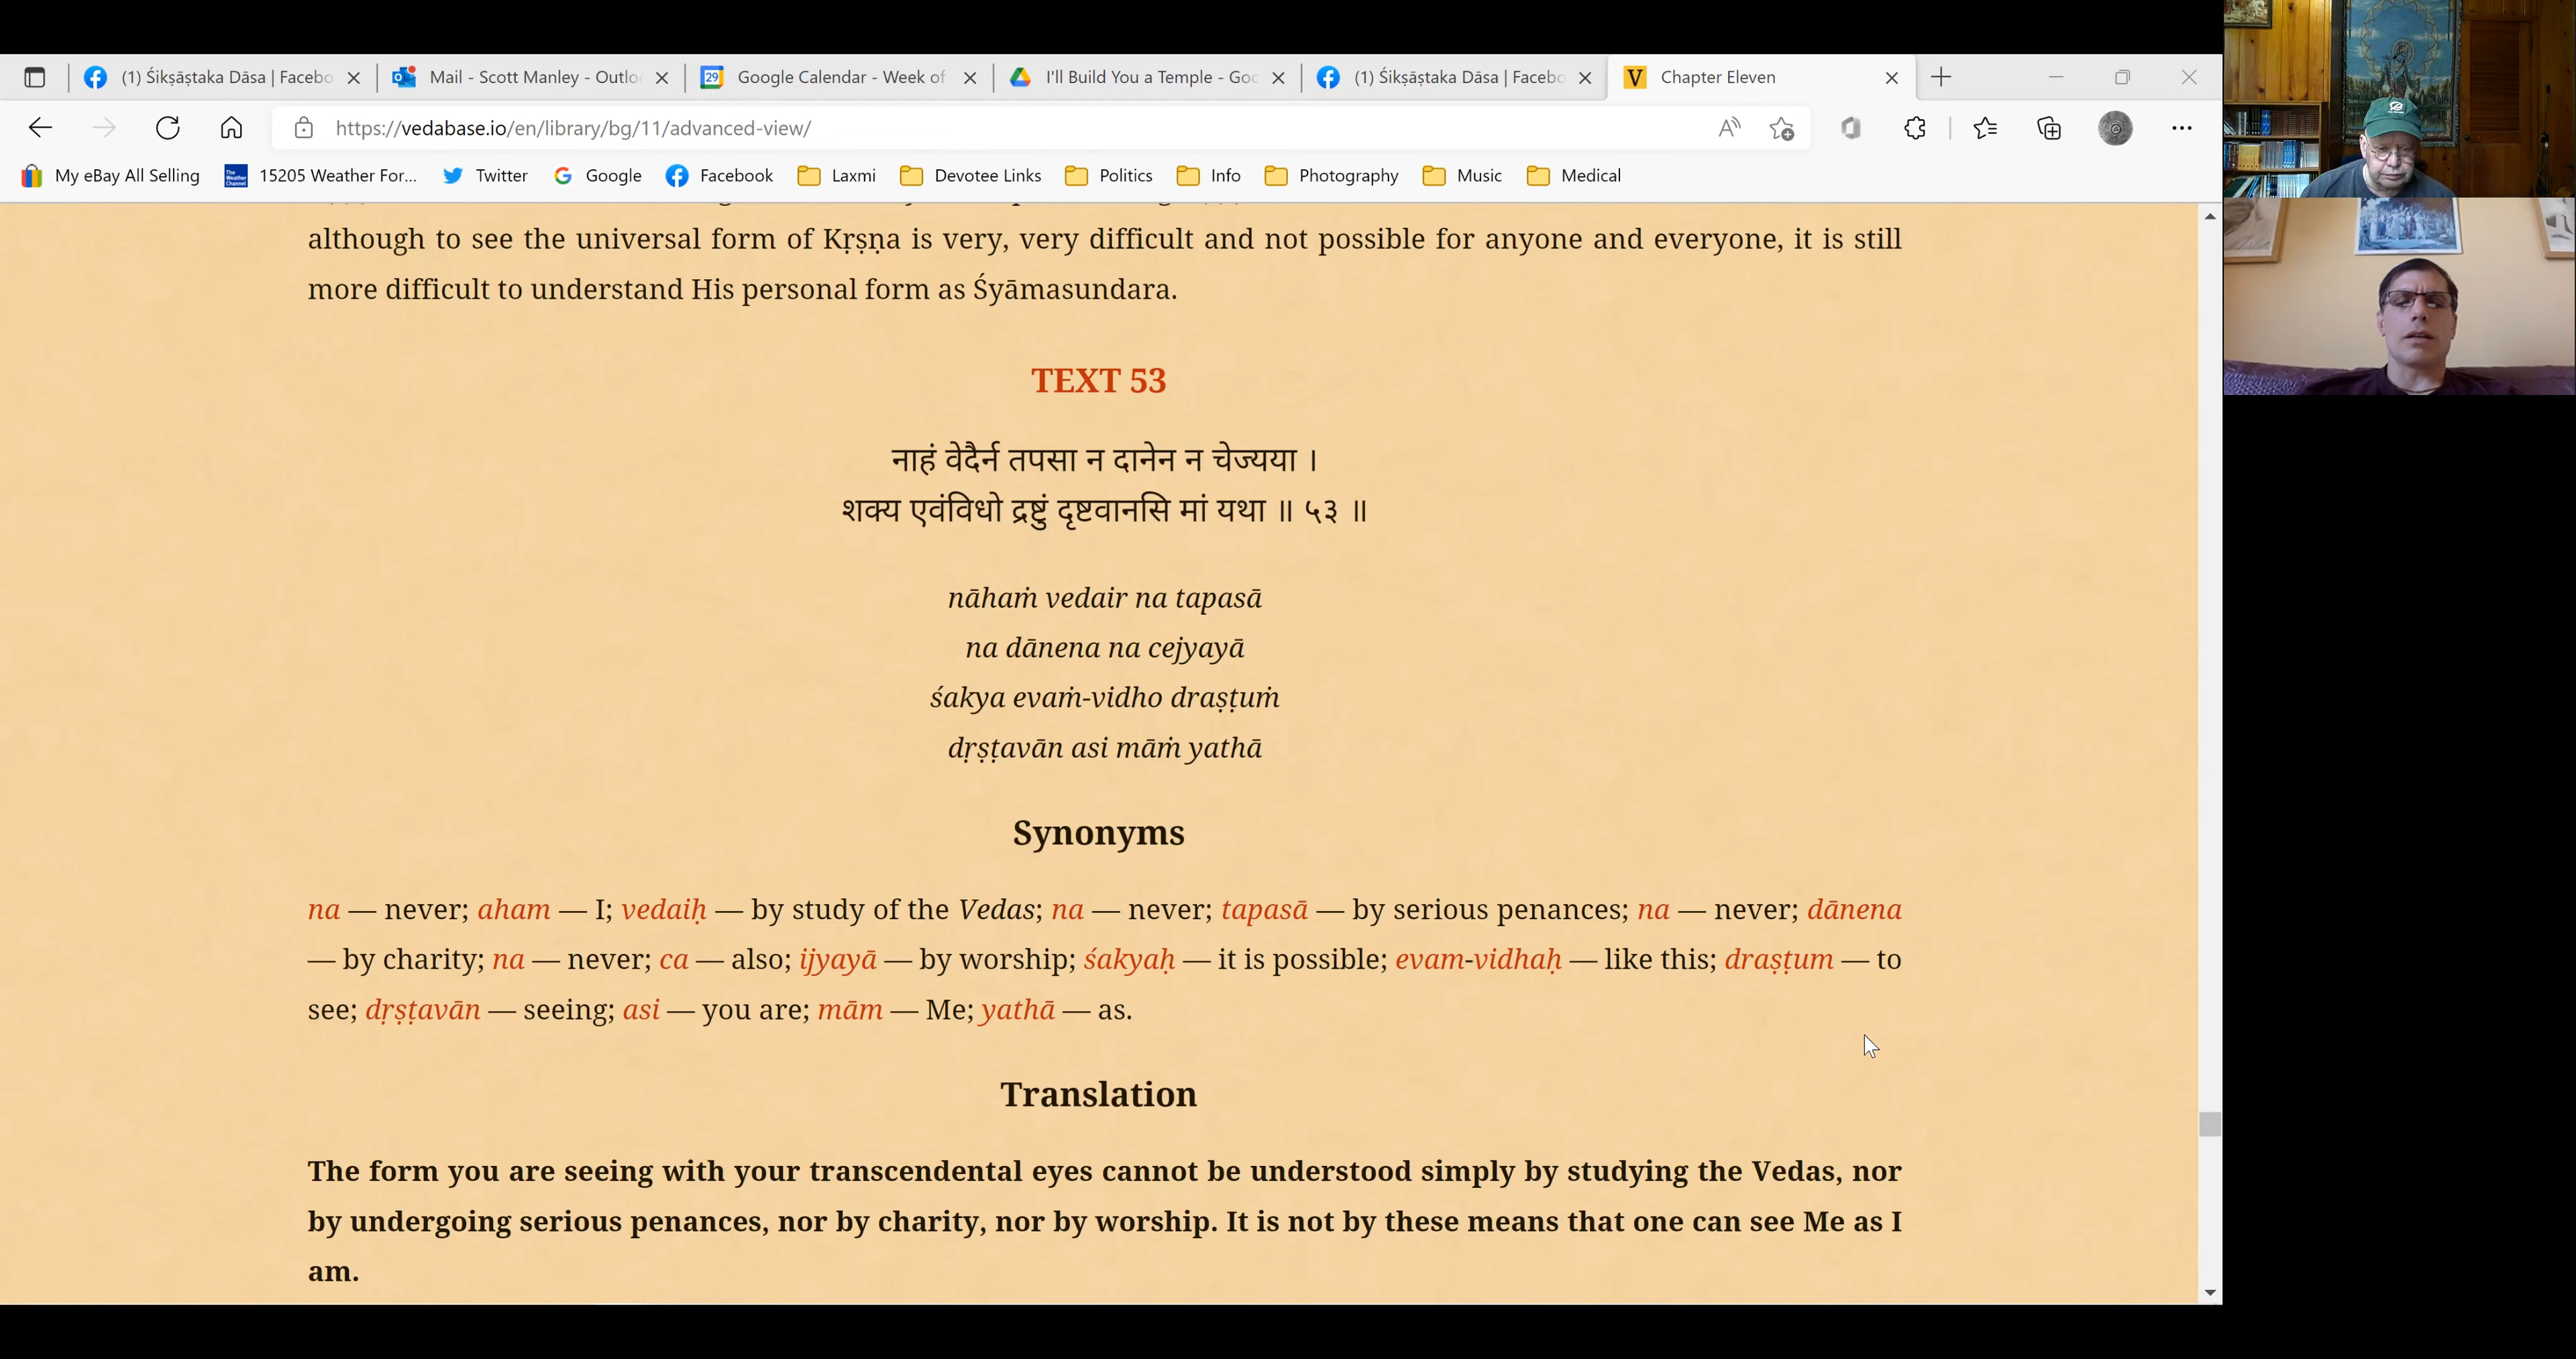 (1) Śikṣāṣṭaka Dāsa | Facebo
Mail - Scott Manley - Outlo
Google Calendar - Week of
I'll Build You a Temple - Goo
(1) Śikṣāṣṭaka Dāsa | Facebo
Chapter Eleven
https://vedabase.io/en/library/bg/11/advanced-view/
My eBay All Selling
15205 Weather For...
Twitter
Google
Facebook
Laxmi
Devotee Links
Politics
Info
Photography
Music
Medical
although to see the universal form of Kṛṣṇa is very, very difficult and not possible for anyone and everyone, it is still
more difficult to understand His personal form as Śyāmasundara.
TEXT 53
नाहं वेदैर्न तपसा न दानेन न चेज्यया ।
शक्य एवंविधो द्रष्टुं दृष्टवानसि मां यथा ॥ ५३ ॥
nāhaṁ vedair na tapasā
na dānena na cejyayā
śakya evaṁ-vidho draṣṭuṁ
dṛṣṭavān asi māṁ yathā
Synonyms
na — never; aham — I; vedaiḥ — by study of the Vedas; na — never; tapasā — by serious penances; na — never; dānena
— by charity; na — never; ca — also; ijyayā — by worship; śakyaḥ — it is possible; evam-vidhaḥ — like this; draṣṭum — to
see; dṛṣṭavān — seeing; asi — you are; mām — Me; yathā — as.
Translation
The form you are seeing with your transcendental eyes cannot be understood simply by studying the Vedas, nor
by undergoing serious penances, nor by charity, nor by worship. It is not by these means that one can see Me as I
am.